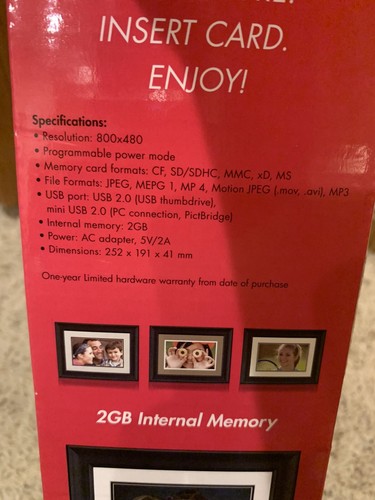 INSERT CARD.
ENJOY!
Specifications:
• Resolution: 800x480
• Programmable power mode
• Memory card formats: CF, SD/SDHC, MMC, xD, MS
• File Formats: JPEG, MEPG 1, MP 4, Motion JPEG (.mov, .avi), MP3
• USB port: USB 2.0 (USB thumbdrive),
mini USB 2.0 (PC connection, PictBridge)
• Internal memory: 2GB
• Power: AC adapter, 5V/2A
• Dimensions: 252 x 191 x 41 mm
One-year Limited hardware warranty from date of purchase
2GB Internal Memory